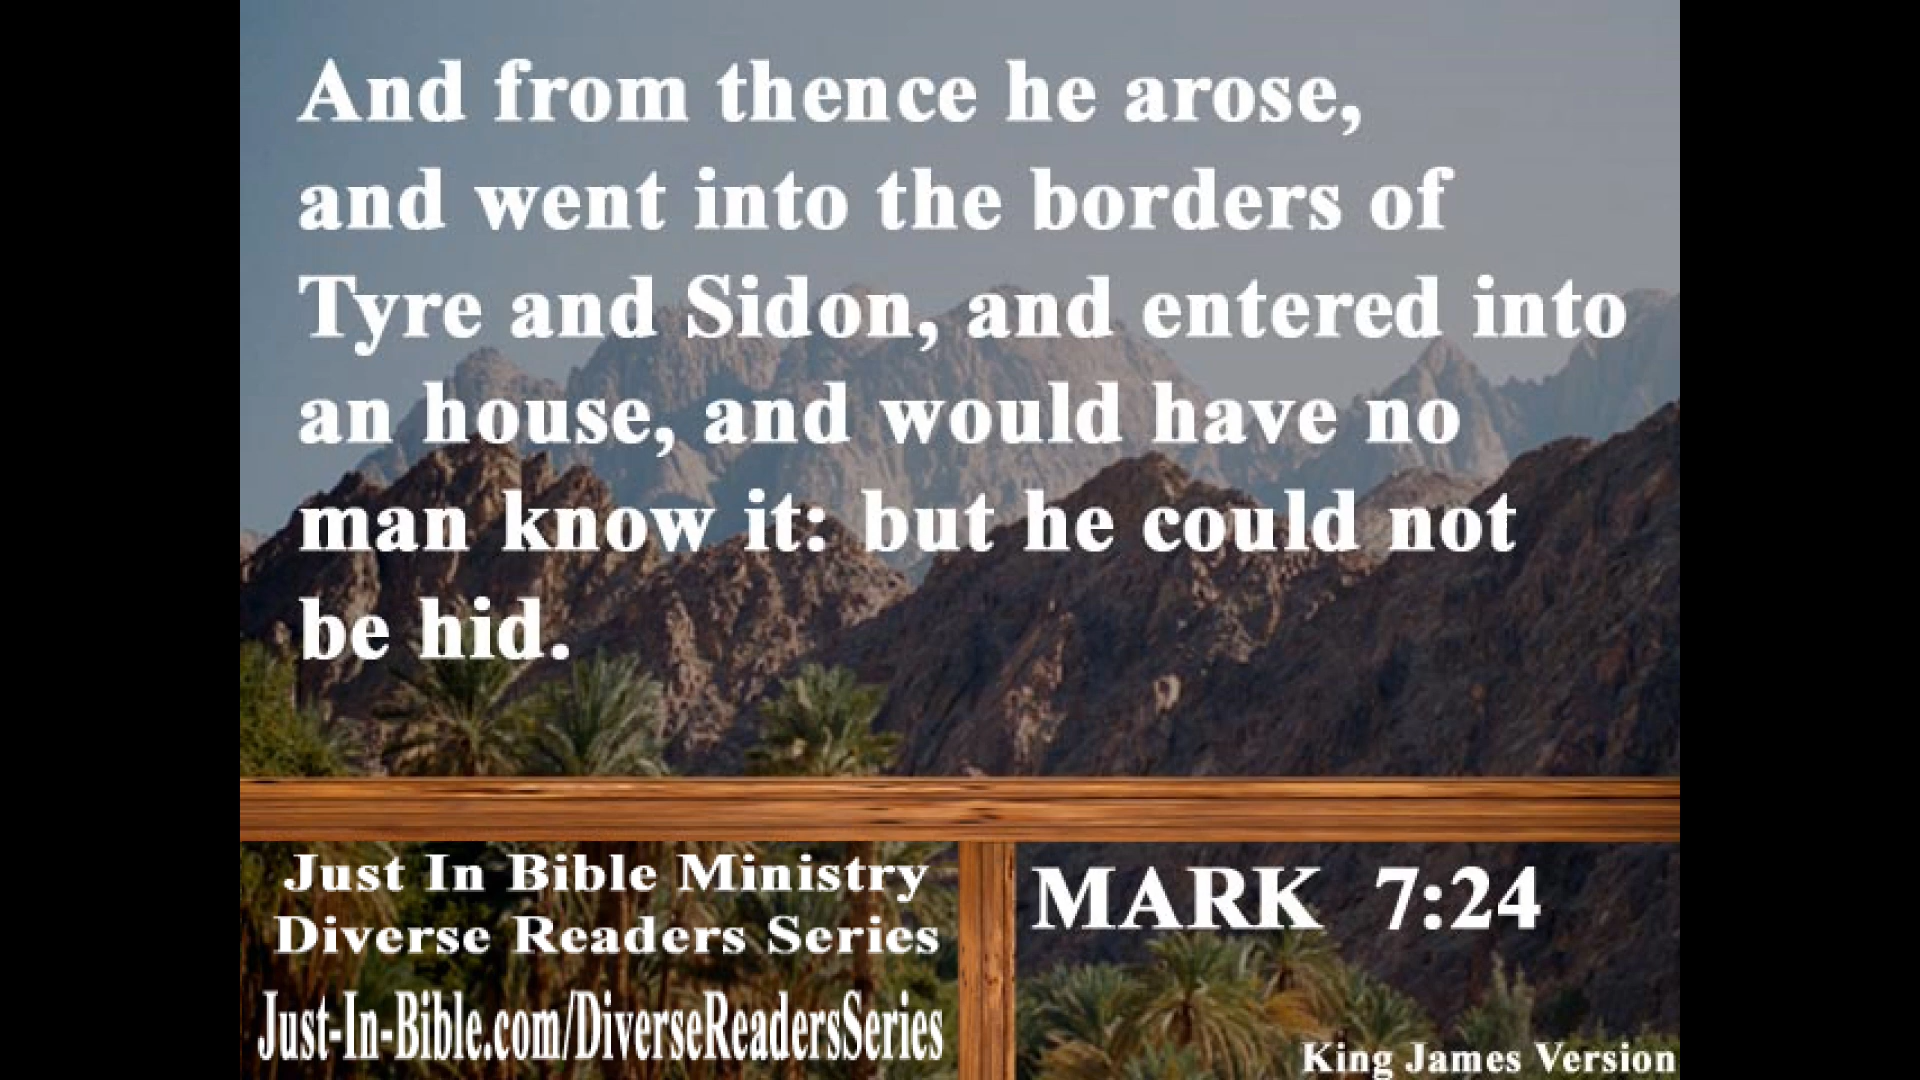 And from thence he arose,
and went into the borders of
Tyre and Sidon, and entered into
an house, and would have no
man know it: but he could not
be hid.
Just In Bible Ministry
Diverse Readers Series
Just-In-Bible.com/DiverseReadersSeries
MARK 7:24
King James Version